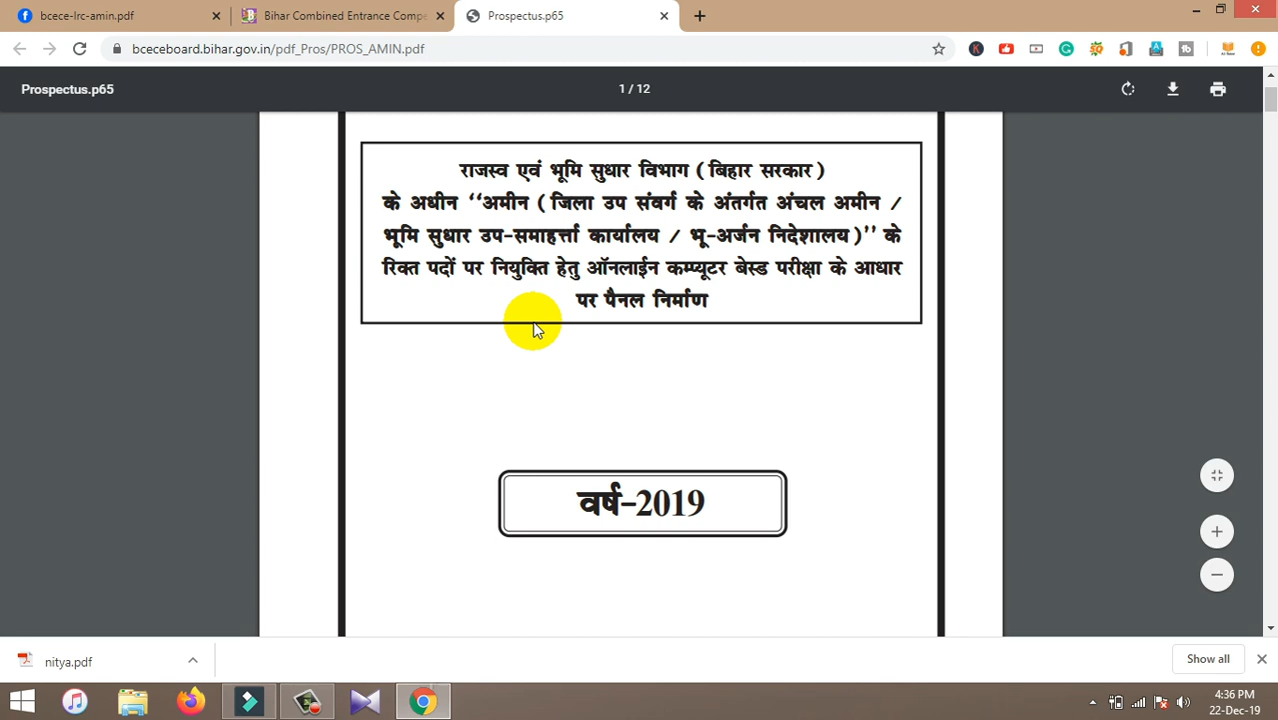 bcece-lrc-amin.pdf
Bihar Combined Entrance Compe
Prospectus.p65
bceceboard.bihar.gov.in/pdf_Pros/PROS_AMIN.pdf
Prospectus.p65
1 / 12
राजस्व एवं भूमि सुधार विभाग (बिहार सरकार)
के अधीन ‘‘अमीन (जिला उप संवर्ग के अंतर्गत अंचल अमीन /
भूमि सुधार उप-समाहर्त्ता कार्यालय / भू-अर्जन निदेशालय)’’ के
रिक्त पदों पर नियुक्ति हेतु ऑनलाईन कम्प्यूटर बेस्ड परीक्षा के आधार
पर पैनल निर्माण
वर्ष-2019
nitya.pdf
Show all
4:36 PM
22-Dec-19